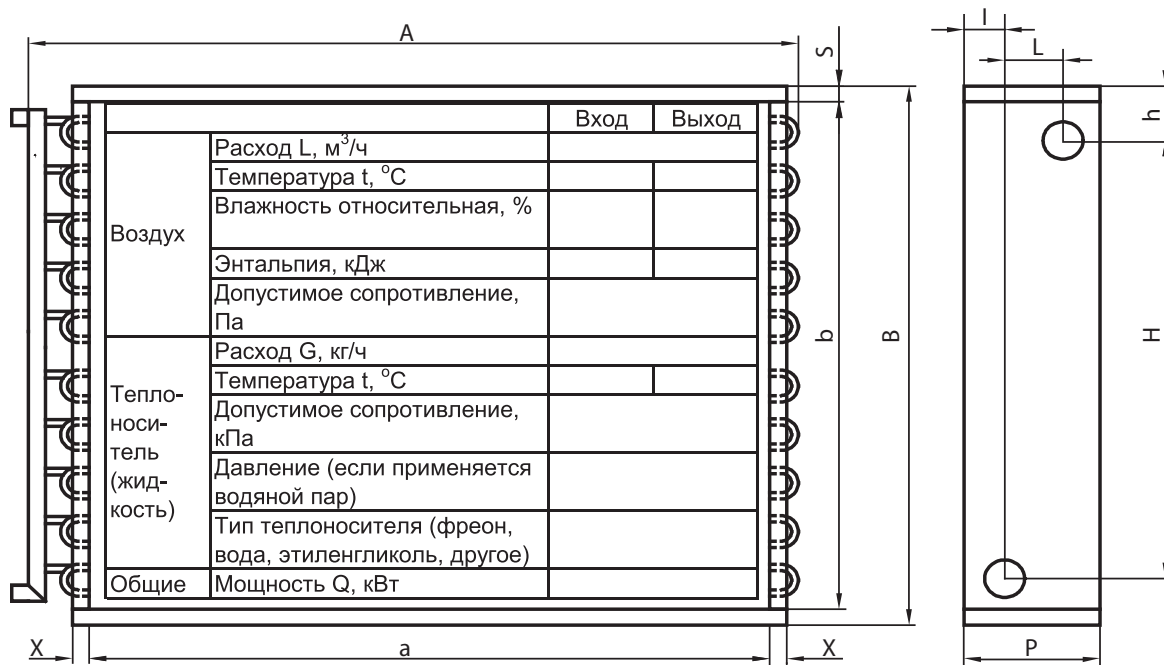 A
S
l
L
h
Вход Выход
Воздух
Расход L, м³/ч
Температура t, °С
Влажность относительная, %
Энтальпия, кДж
Допустимое сопротивление,
Па
Тепло-
носи-
тель
(жид-
кость)
Расход G, кг/ч
Температура t, °С
Допустимое сопротивление,
кПа
Давление (если применяется
водяной пар)
Тип теплоносителя (фреон,
вода, этиленгликоль, другое)
Общие
Мощность Q, кВт
b
B
H
X
a
X
P